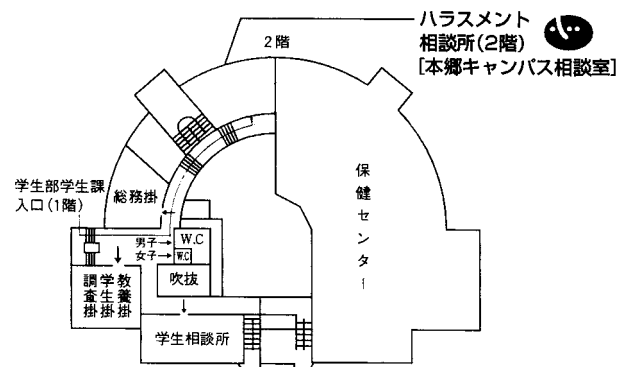 ハラスメント
相談所(2階)
[本郷キャンパス相談室]
2階
保健センター
学生部学生課
入口(1階)
総務掛
男子
W.C
女子
W.C
吹抜
教養掛
学生掛
調査掛
学生相談所